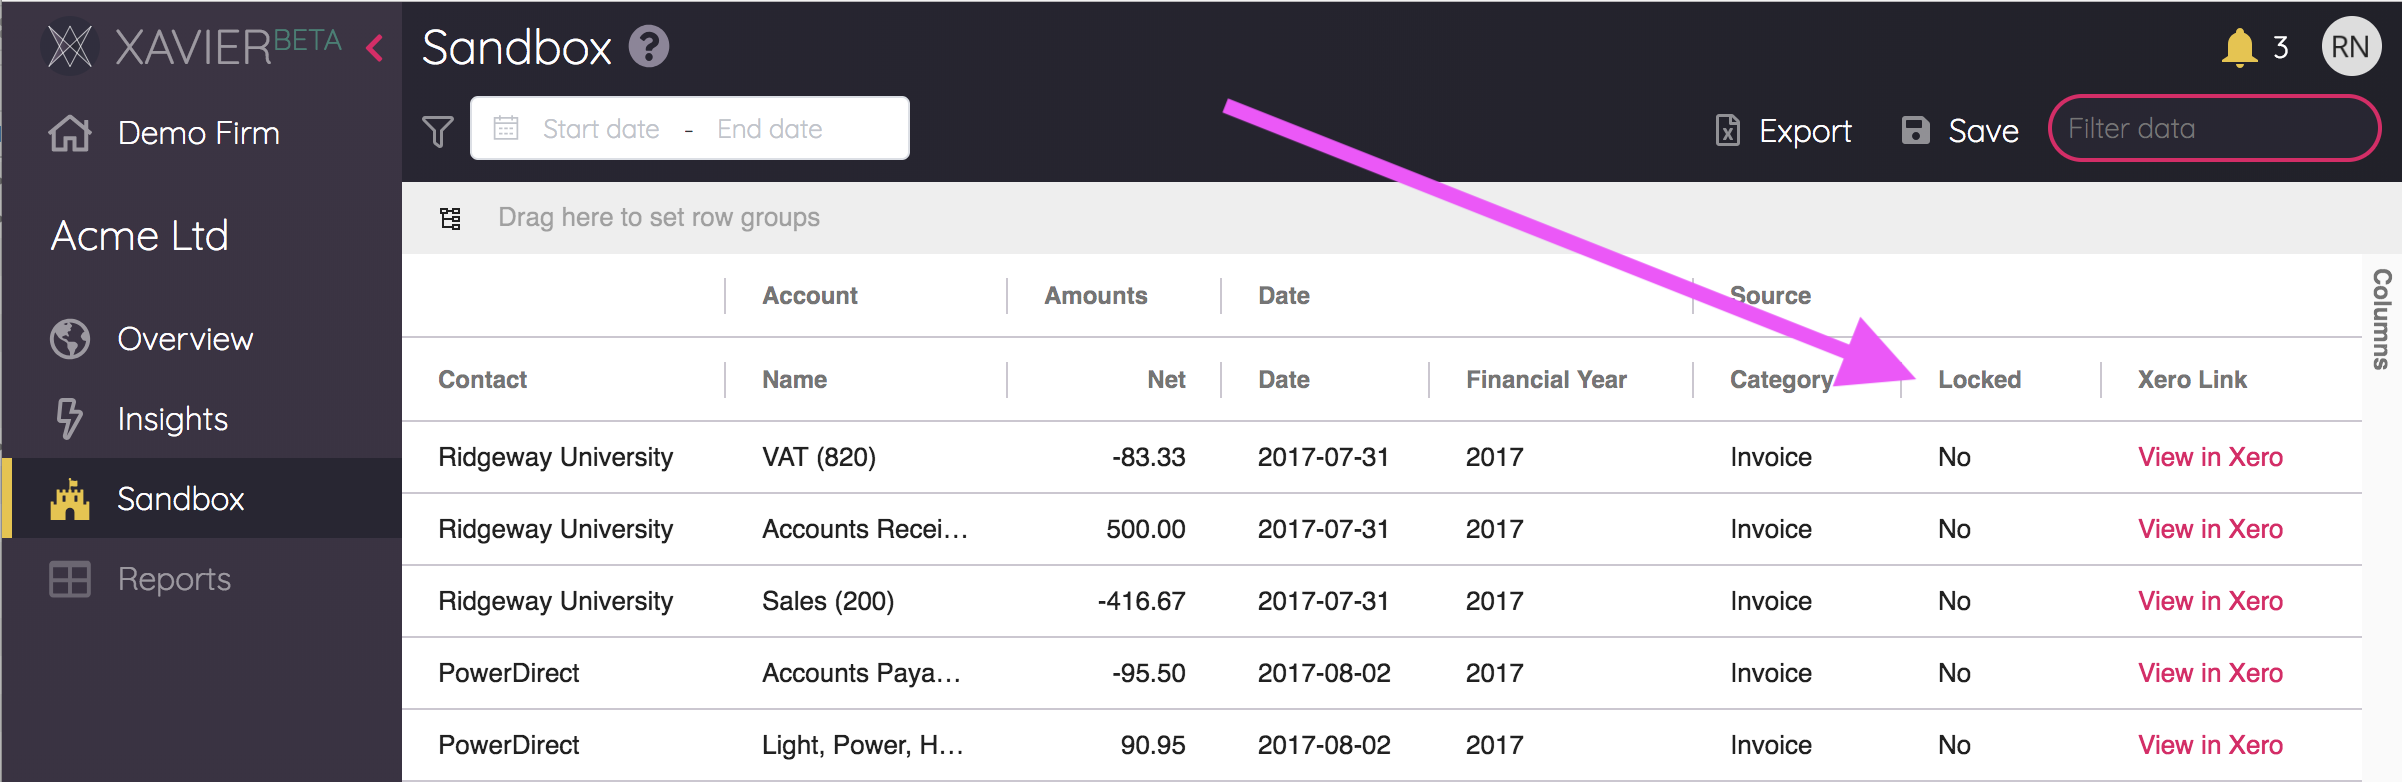 XAVIER BETA
Demo Firm
Acme Ltd
Overview
Insights
Sandbox
Reports
Sandbox ?
3 RN
Start date - End date
Export Save Filter data
Drag here to set row groups
Columns
Account Amounts Date Source
Contact Name Net Date Financial Year Category Locked Xero Link
Ridgeway University VAT (820) -83.33 2017-07-31 2017 Invoice No View in Xero
Ridgeway University Accounts Recei... 500.00 2017-07-31 2017 Invoice No View in Xero
Ridgeway University Sales (200) -416.67 2017-07-31 2017 Invoice No View in Xero
PowerDirect Accounts Paya... -95.50 2017-08-02 2017 Invoice No View in Xero
PowerDirect Light, Power, H... 90.95 2017-08-02 2017 Invoice No View in Xero